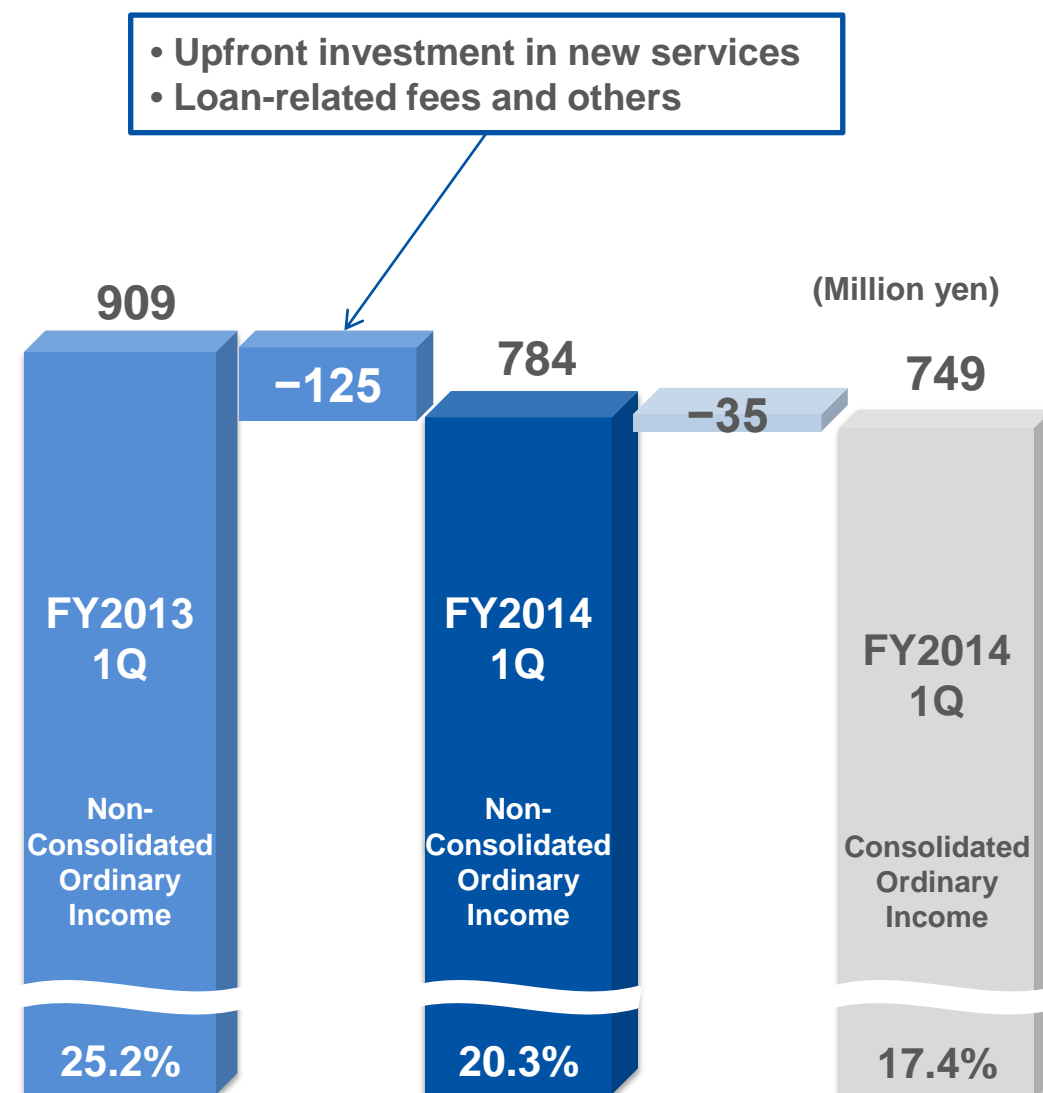 • Upfront investment in new services
• Loan-related fees and others
(Million yen)
909
−125
784
−35
749
FY2013
1Q
Non-
Consolidated
Ordinary
Income
25.2%
FY2014
1Q
Non-
Consolidated
Ordinary
Income
20.3%
FY2014
1Q
Consolidated
Ordinary
Income
17.4%